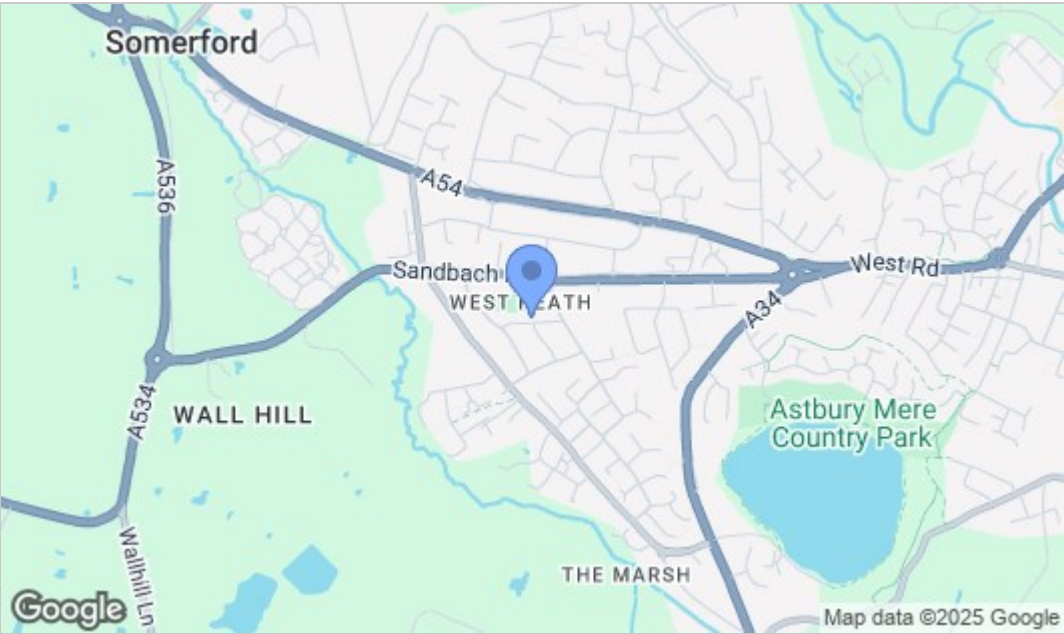 Somerford
A536
A54
Sandbach
West Rd
WEST HEATH
A34
A534
WALL HILL
Astbury Mere
Country Park
Wallhill Ln
THE MARSH
Google
Map data ©2025 Google